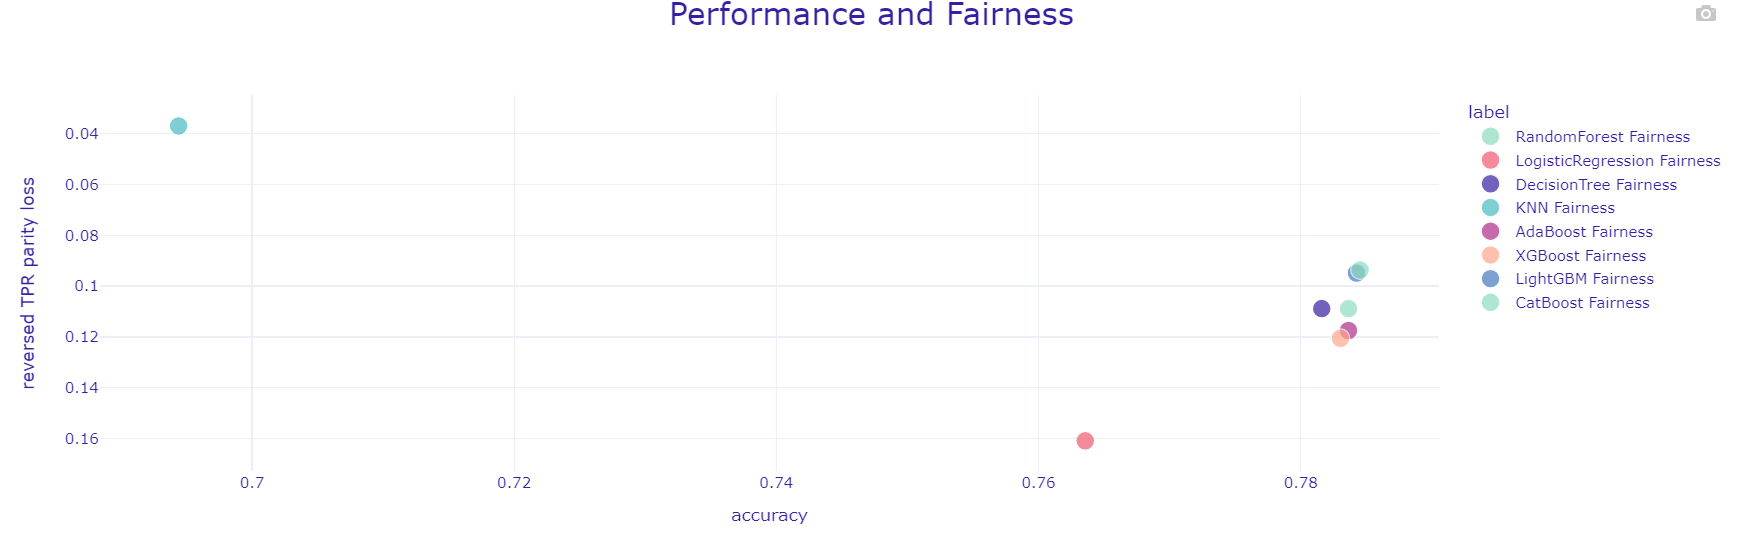 Performance and Fairness
reversed TPR parity loss
0.04
0.06
0.08
0.1
0.12
0.14
0.16
0.7
0.72
0.74
0.76
0.78
accuracy
label
RandomForest Fairness
LogisticRegression Fairness
DecisionTree Fairness
KNN Fairness
AdaBoost Fairness
XGBoost Fairness
LightGBM Fairness
CatBoost Fairness